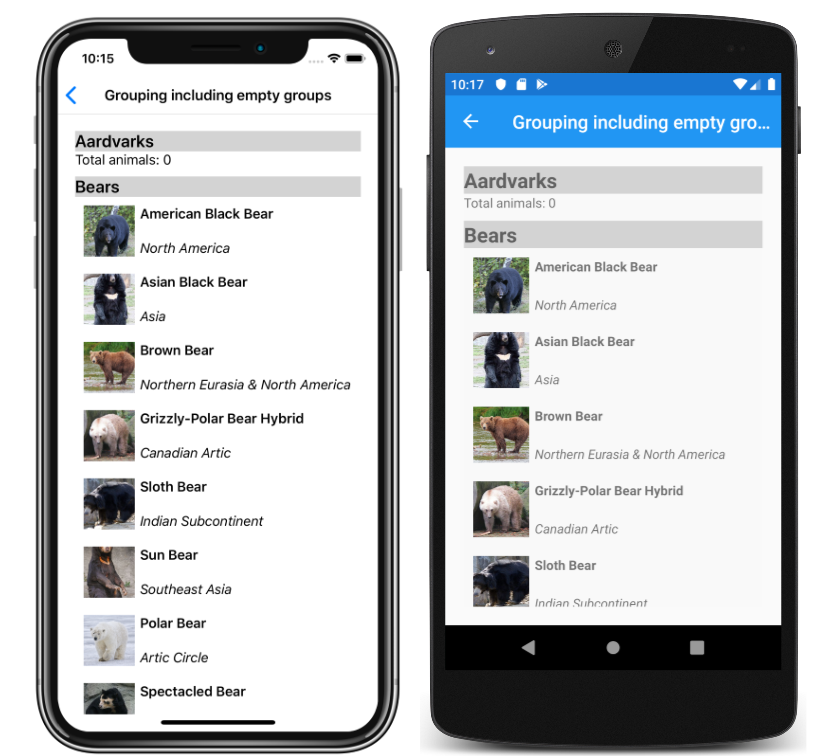 10:15
Grouping including empty groups
Aardvarks
Total animals: 0
Bears
American Black Bear
North America
Asian Black Bear
Asia
Brown Bear
Northern Eurasia & North America
Grizzly-Polar Bear Hybrid
Canadian Artic
Sloth Bear
Indian Subcontinent
Sun Bear
Southeast Asia
Polar Bear
Artic Circle
Spectacled Bear
10:17
Grouping including empty gro...
Aardvarks
Total animals: 0
Bears
American Black Bear
North America
Asian Black Bear
Asia
Brown Bear
Northern Eurasia & North America
Grizzly-Polar Bear Hybrid
Canadian Artic
Sloth Bear
Indian Subcontinent